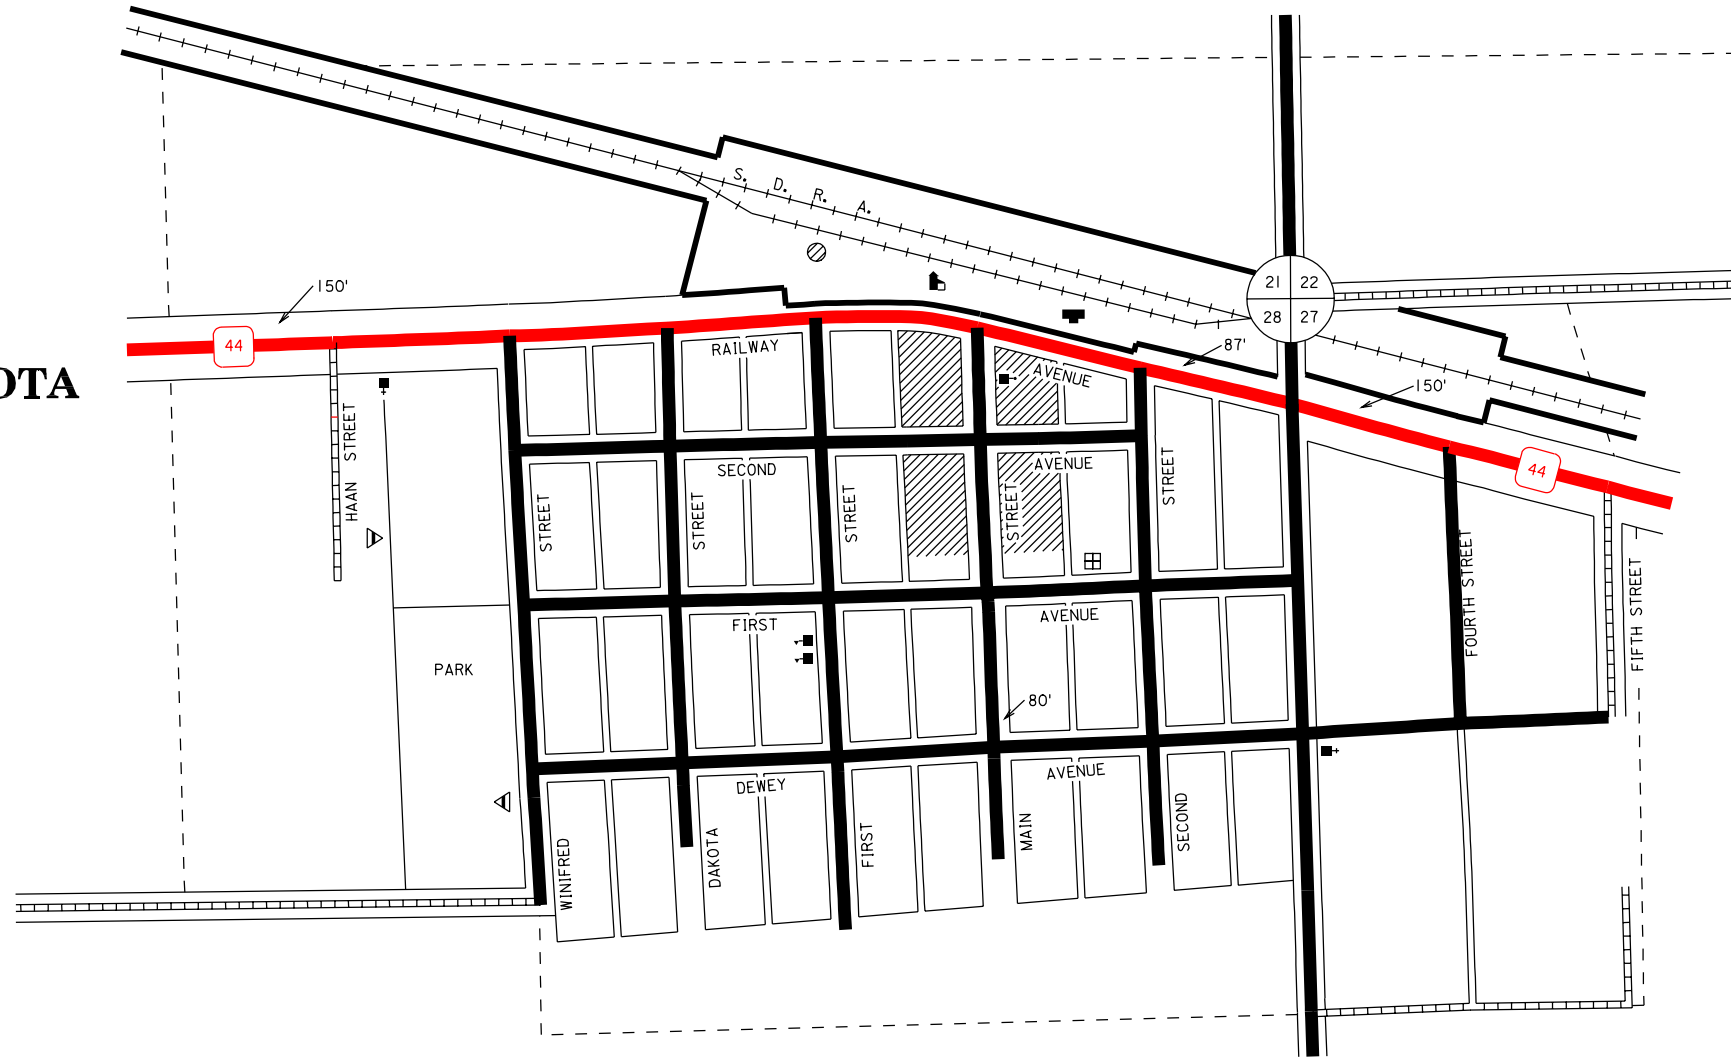 S. D. R. A.
21 22
28 27
150'
44
87'
150'
44
OTA
RAILWAY AVENUE
HAAN STREET
SECOND AVENUE
STREET
STREET
STREET
STREET
STREET
FOURTH STREET
FIFTH STREET
FIRST AVENUE
PARK
80'
DEWEY AVENUE
WINIFRED
DAKOTA
FIRST
MAIN
SECOND